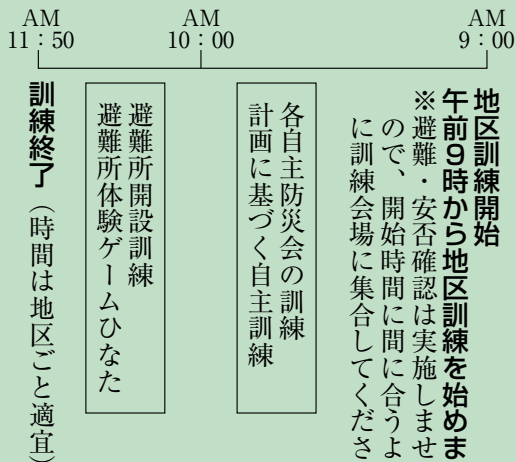 AM
9：00
AM
10：00
AM
11：50
地区訓練開始
午前９時から地区訓練を始めま
※避難・安否確認は実施しませ
ので、開始時間に間に合うよ
に訓練会場に集合してくださ
各自主防災会の訓練
計画に基づく自主訓練
避難所開設訓練
避難所体験ゲームひなた
訓練終了（時間は地区ごと適宜）